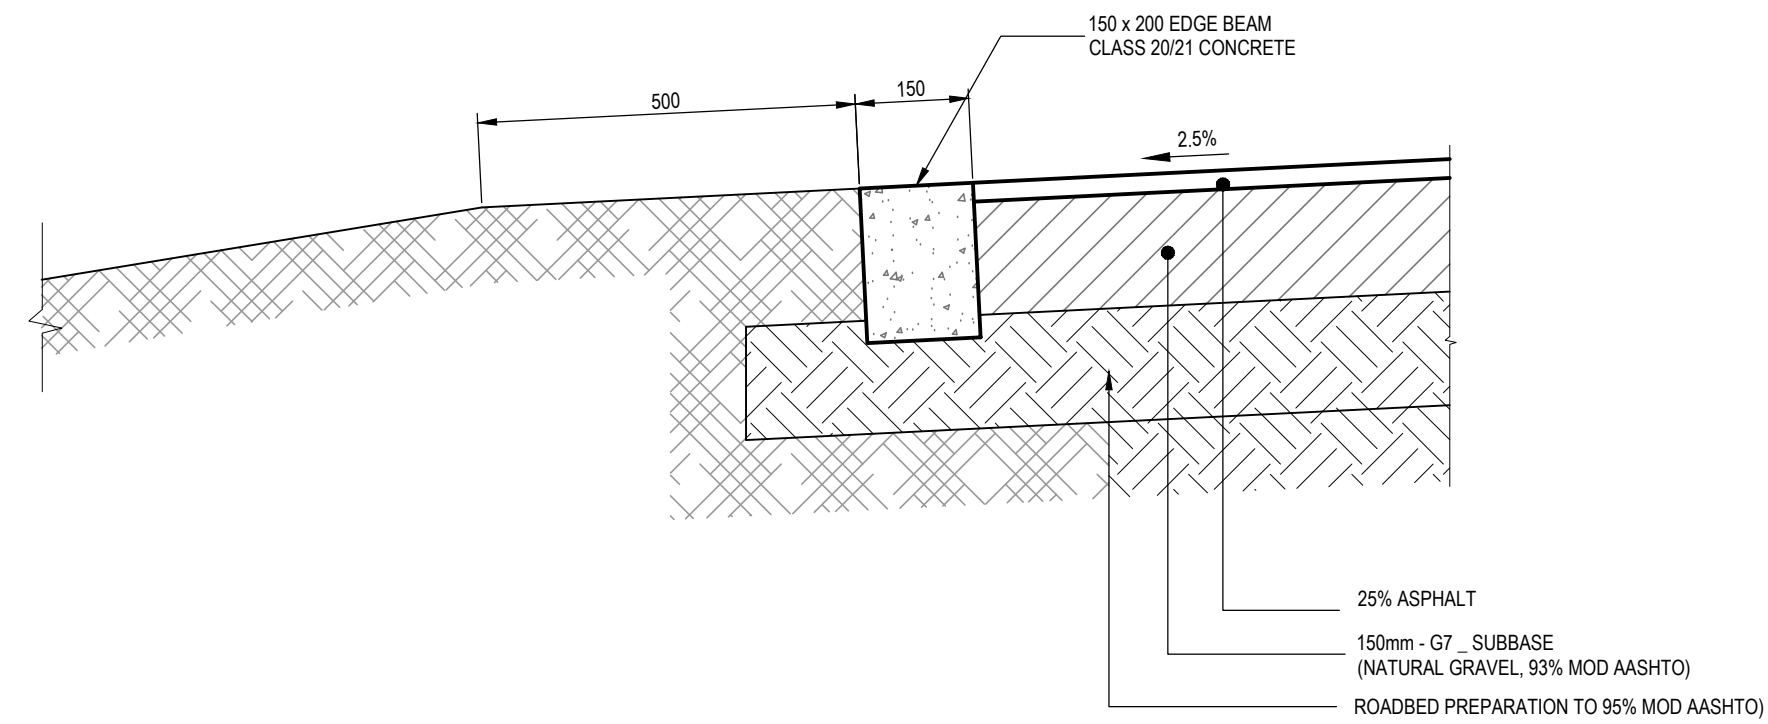 150 x 200 EDGE BEAM
CLASS 20/21 CONCRETE
500
150
2.5%
25% ASPHALT
150mm - G7 _ SUBBASE
(NATURAL GRAVEL, 93% MOD AASHTO)
ROADBED PREPARATION TO 95% MOD AASHTO)